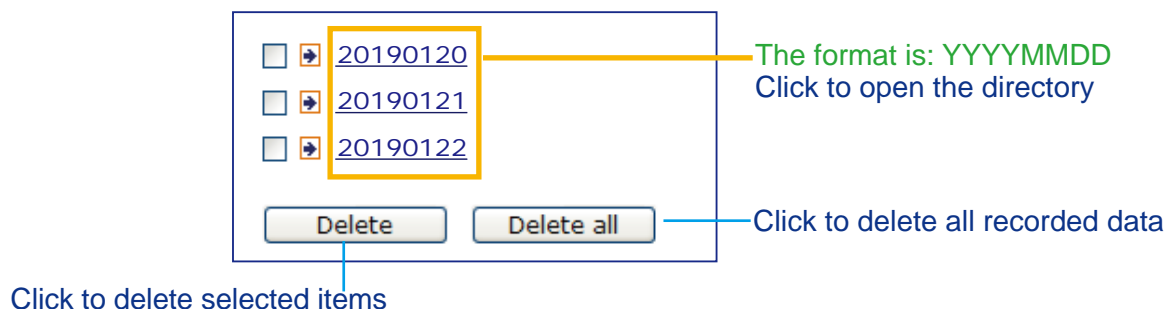 20190120
The format is: YYYYMMDD
Click to open the directory
20190121
20190122
Delete
Delete all
Click to delete all recorded data
Click to delete selected items